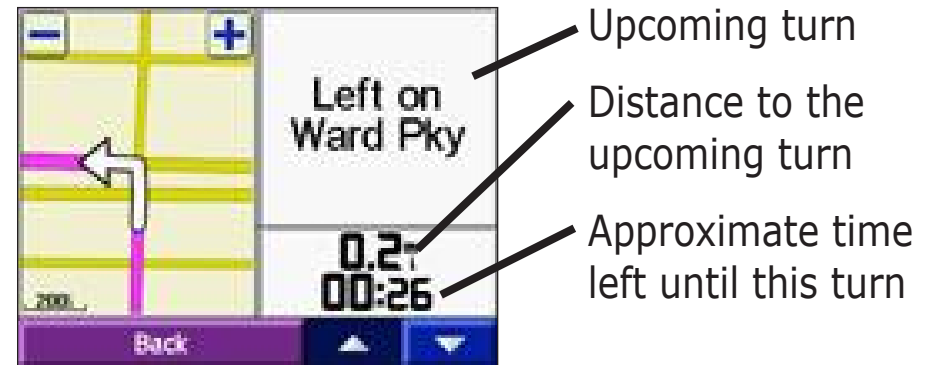 Left on
Ward Pky
0.2
00:26
200
Back
Upcoming turn
Distance to the
upcoming turn
Approximate time
left until this turn